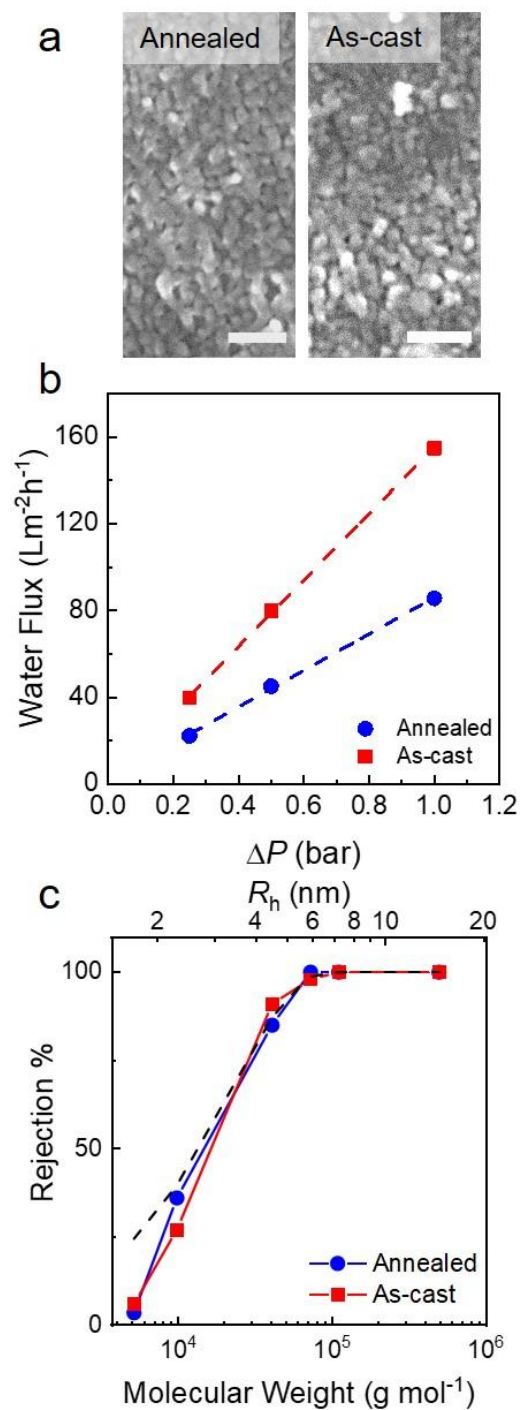 a
Annealed
As-cast
b
160
120
80
40
0
Water Flux (Lm⁻²h⁻¹)
Annealed
As-cast
0.0 0.2 0.4 0.6 0.8 1.0 1.2
ΔP (bar)
c
Rₕ (nm)
2 4 6 8 10 20
100
50
0
Rejection %
Annealed
As-cast
10⁴ 10⁵ 10⁶
Molecular Weight (g mol⁻¹)